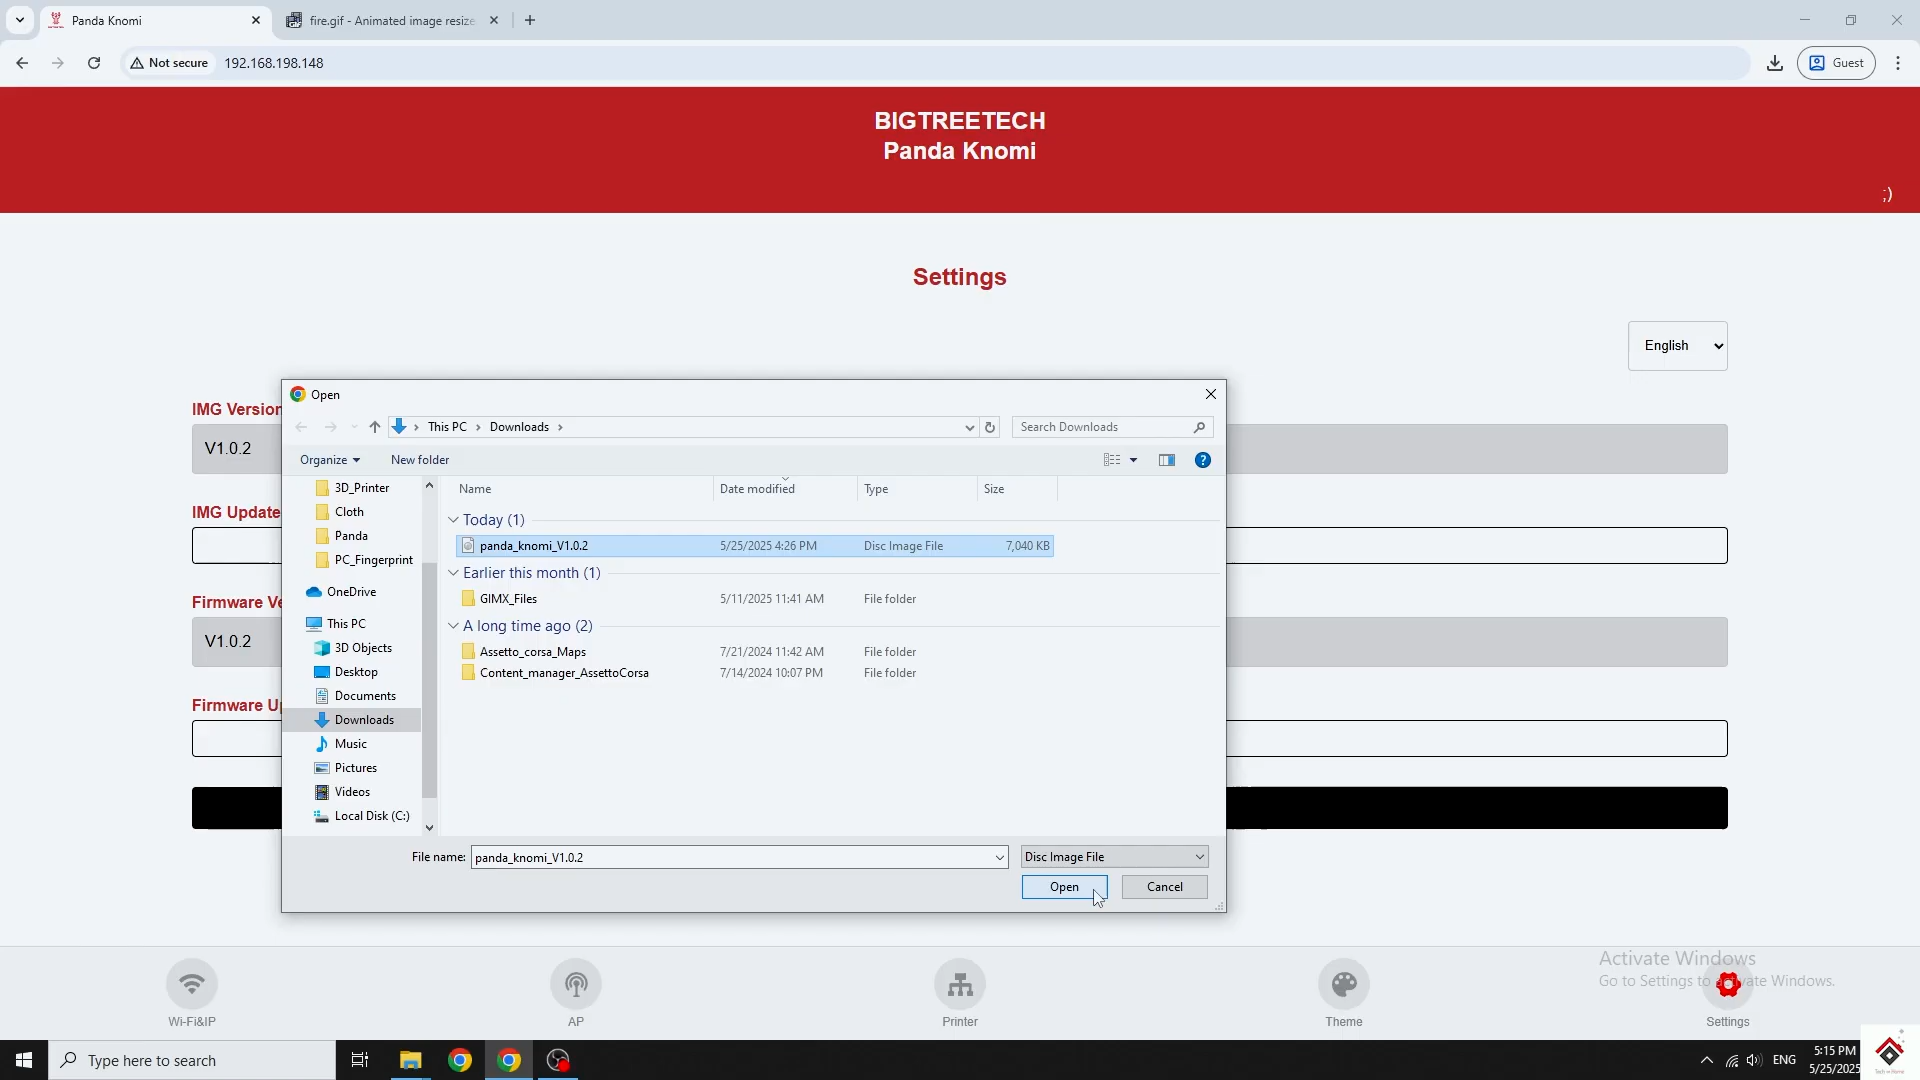 Panda Knomi
fire.gif - Animated image resize
Not secure
192.168.198.148
Guest
BIGTREETECH
Panda Knomi
;)
Settings
English
IMG Version
V1.0.2
IMG Update
Firmware Ve
V1.0.2
Firmware U
Open
This PC
Downloads
Search Downloads
Organize
New folder
3D_Printer
Cloth
Panda
PC_Fingerprint
OneDrive
This PC
3D Objects
Desktop
Documents
Downloads
Music
Pictures
Videos
Local Disk (C:)
Name
Date modified
Type
Size
Today (1)
panda_knomi_V1.0.2
5/25/2025 4:26 PM
Disc Image File
7,040 KB
Earlier this month (1)
GIMX_Files
5/11/2025 11:41 AM
File folder
A long time ago (2)
Assetto_corsa_Maps
7/21/2024 11:42 AM
File folder
Content_manager_AssettoCorsa
7/14/2024 10:07 PM
File folder
File name:
panda_knomi_V1.0.2
Disc Image File
Open
Cancel
Activate Windows
Go to Settings to activate Windows.
Wi-Fi&IP
AP
Printer
Theme
Settings
Type here to search
ENG
5:15 PM
5/25/2025